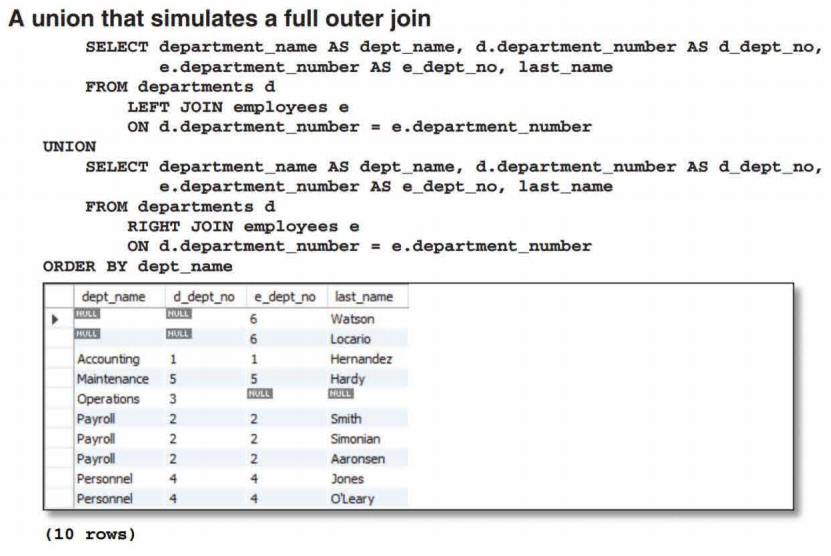 A union that simulates a full outer join
SELECT department_name AS dept_name, d.department_number AS d_dept_no,
e.department_number AS e_dept_no, last_name
FROM departments d
LEFT JOIN employees e
ON d.department_number = e.department_number
UNION
SELECT department_name AS dept_name, d.department_number AS d_dept_no,
e.department_number AS e_dept_no, last_name
FROM departments d
RIGHT JOIN employees e
ON d.department_number = e.department_number
ORDER BY dept_name
dept_name d_dept_no e_dept_no last_name
NULL NULL 6 Watson
NULL NULL 6 Locario
Accounting 1 1 Hernandez
Maintenance 5 5 Hardy
Operations 3 NULL NULL
Payroll 2 2 Smith
Payroll 2 2 Simonian
Payroll 2 2 Aaronsen
Personnel 4 4 Jones
Personnel 4 4 O'Leary
(10 rows)